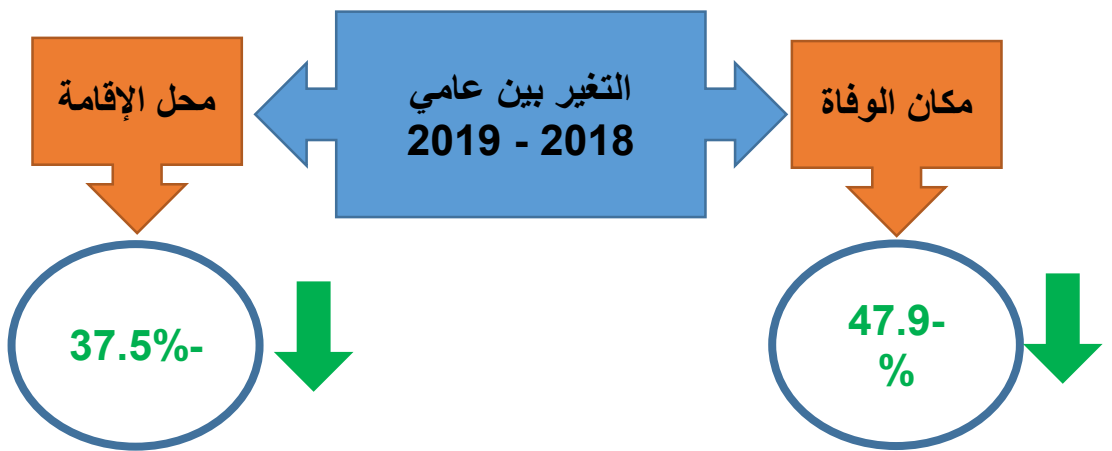 التغير بين عامي
2018 - 2019
مكان الوفاة
محل الإقامة
47.9-
%
37.5%-